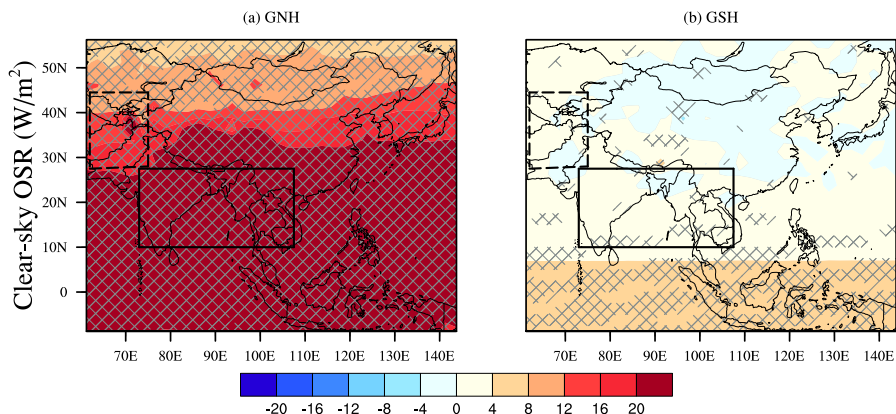 (a) GNH
(b) GSH
Clear-sky OSR (W/m²)
50N
40N
30N
20N
10N
0
70E 80E 90E 100E 110E 120E 130E 140E
70E 80E 90E 100E 110E 120E 130E 140E
-20 -16 -12 -8 -4 0 4 8 12 16 20